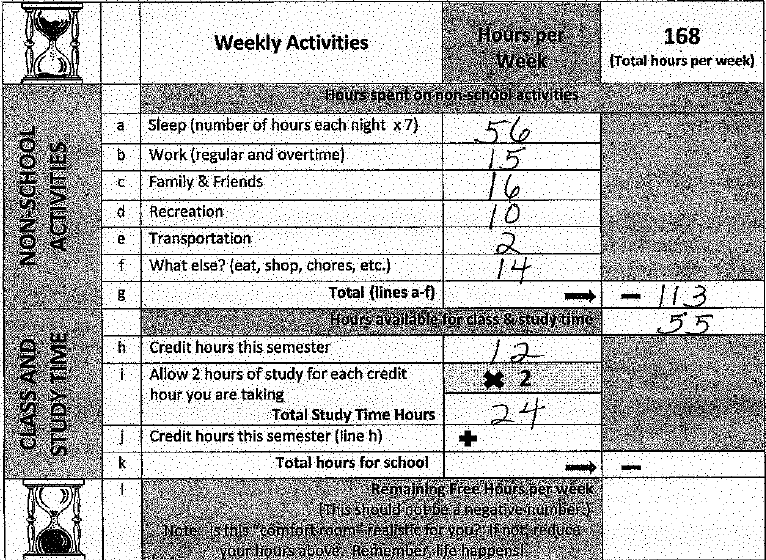 Weekly Activities Hours per Week 168 (Total hours per week)
Hours spent on non-school activities
NON-SCHOOL ACTIVITIES
a Sleep (number of hours each night x 7) 56
b Work (regular and overtime) 15
c Family & Friends 16
d Recreation 10
e Transportation 2
f What else? (eat, shop, chores, etc.) 14
g Total (lines a-f) → − 113
Hours available for class & study time 55
CLASS AND STUDY TIME
h Credit hours this semester 12
i Allow 2 hours of study for each credit × 2
hour you are taking
Total Study Time Hours 24
j Credit hours this semester (line h) +
k Total hours for school → −
l Remaining Free Hours per week
(This should not be a negative number.)
Note: Is this "comfort room" realistic for you? If not, reduce
your hours above. Remember, life happens!